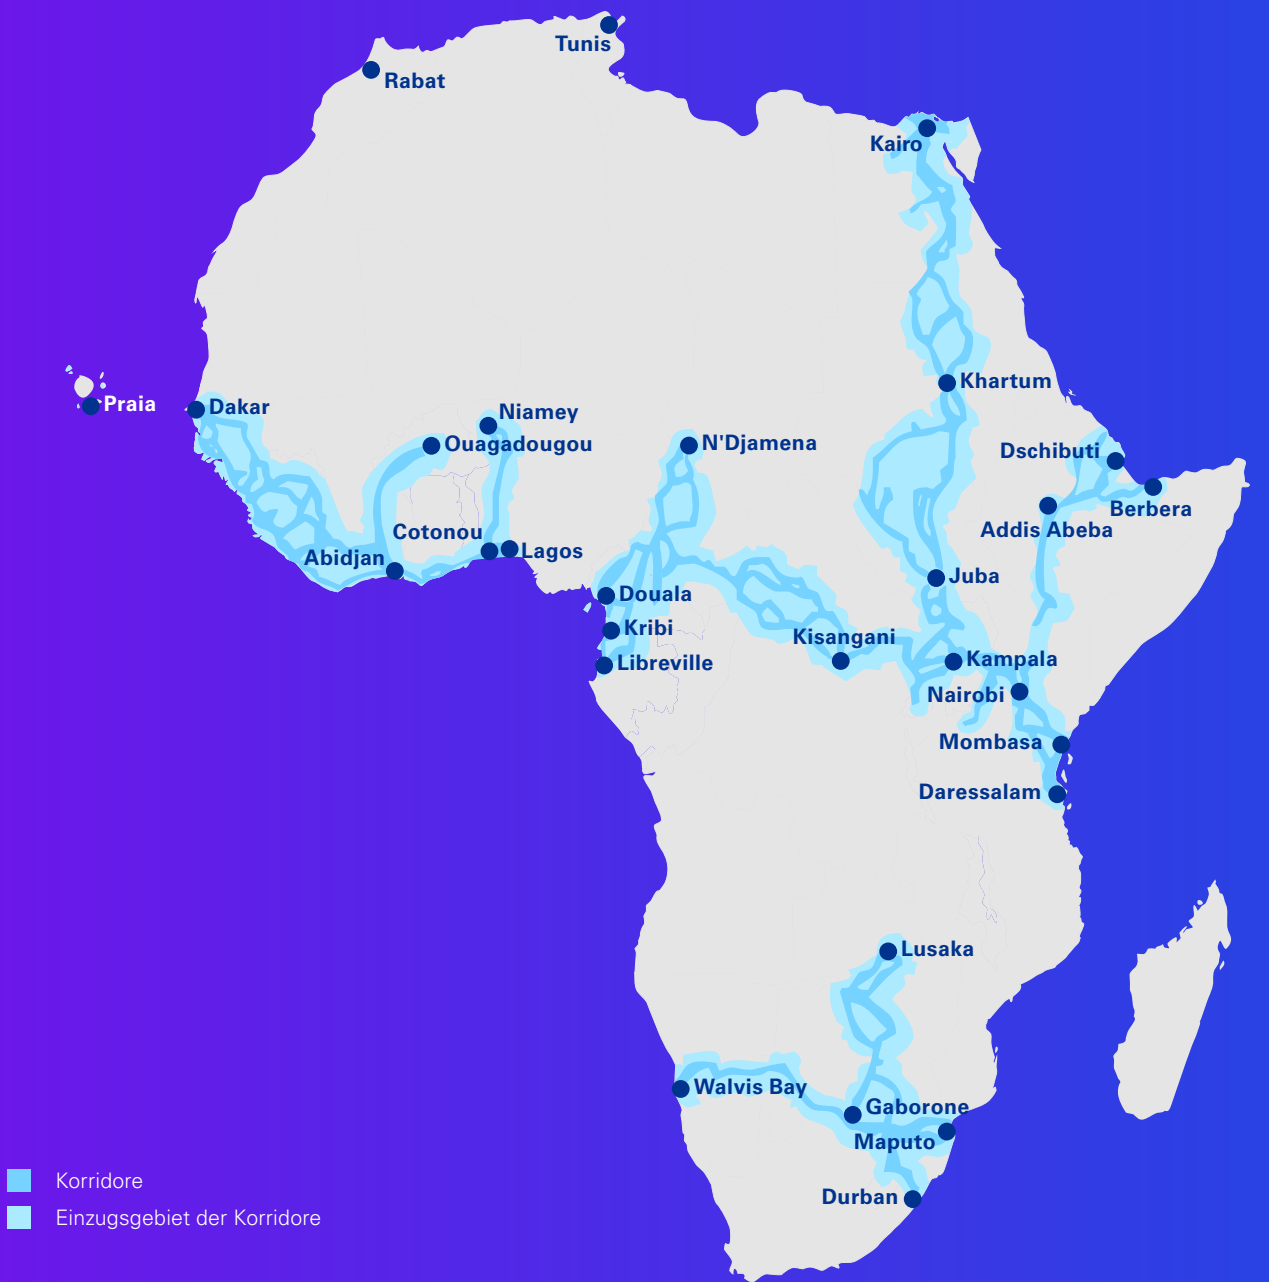 Tunis
Rabat
Kairo
Khartum
Praia
Dakar
Niamey
Ouagadougou
N'Djamena
Dschibuti
Berbera
Addis Abeba
Cotonou
Lagos
Abidjan
Juba
Douala
Kribi
Kisangani
Libreville
Kampala
Nairobi
Mombasa
Daressalam
Lusaka
Walvis Bay
Gaborone
Maputo
Durban
Korridore
Einzugsgebiet der Korridore